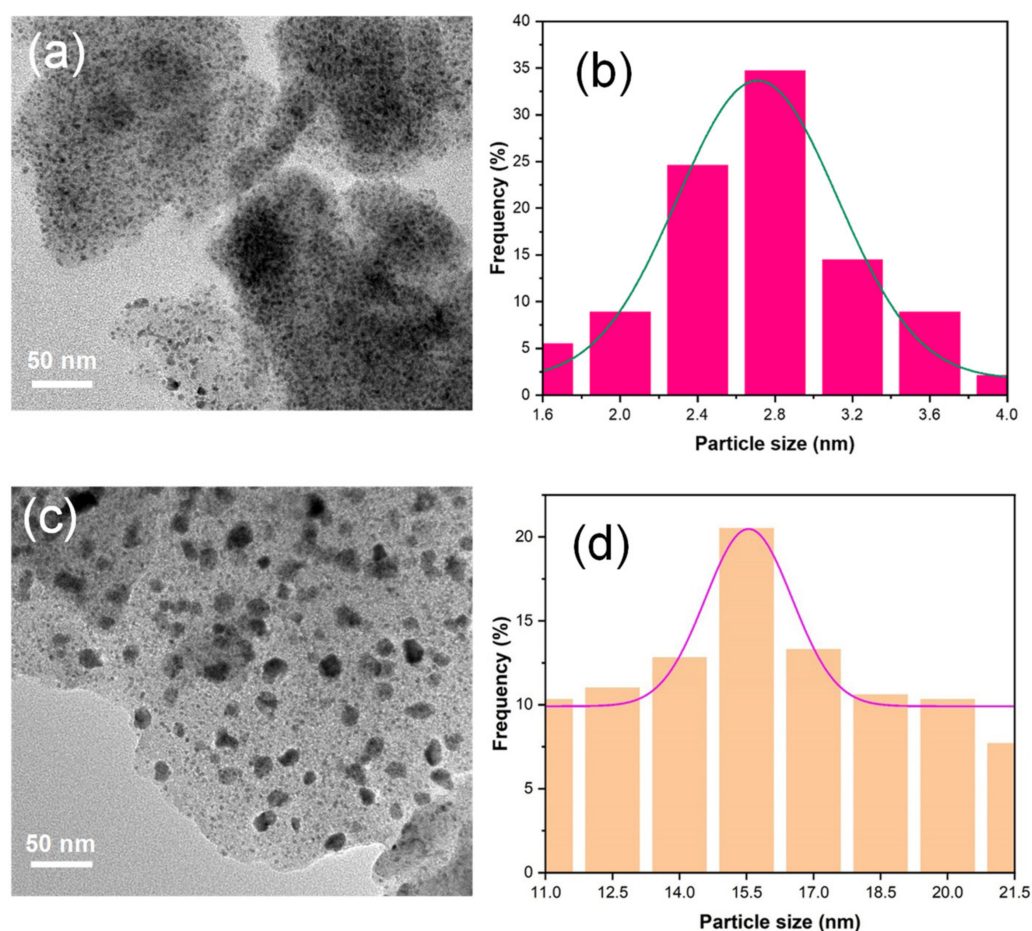 (a)
50 nm
(b)
Frequency (%)
40
35
30
25
20
15
10
5
0
1.6 2.0 2.4 2.8 3.2 3.6 4.0
Particle size (nm)
(c)
50 nm
(d)
Frequency (%)
20
15
10
5
0
11.0 12.5 14.0 15.5 17.0 18.5 20.0 21.5
Particle size (nm)